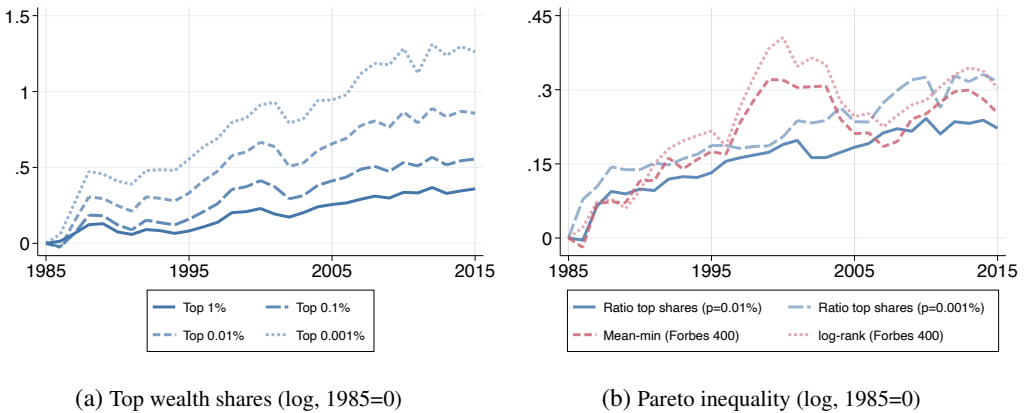 1.5
1
.5
0
1985
1995
2005
2015
Top 1%
Top 0.1%
Top 0.01%
Top 0.001%
(a) Top wealth shares (log, 1985=0)
.45
.3
.15
0
1985
1995
2005
2015
Ratio top shares (p=0.01%)
Ratio top shares (p=0.001%)
Mean-min (Forbes 400)
log-rank (Forbes 400)
(b) Pareto inequality (log, 1985=0)